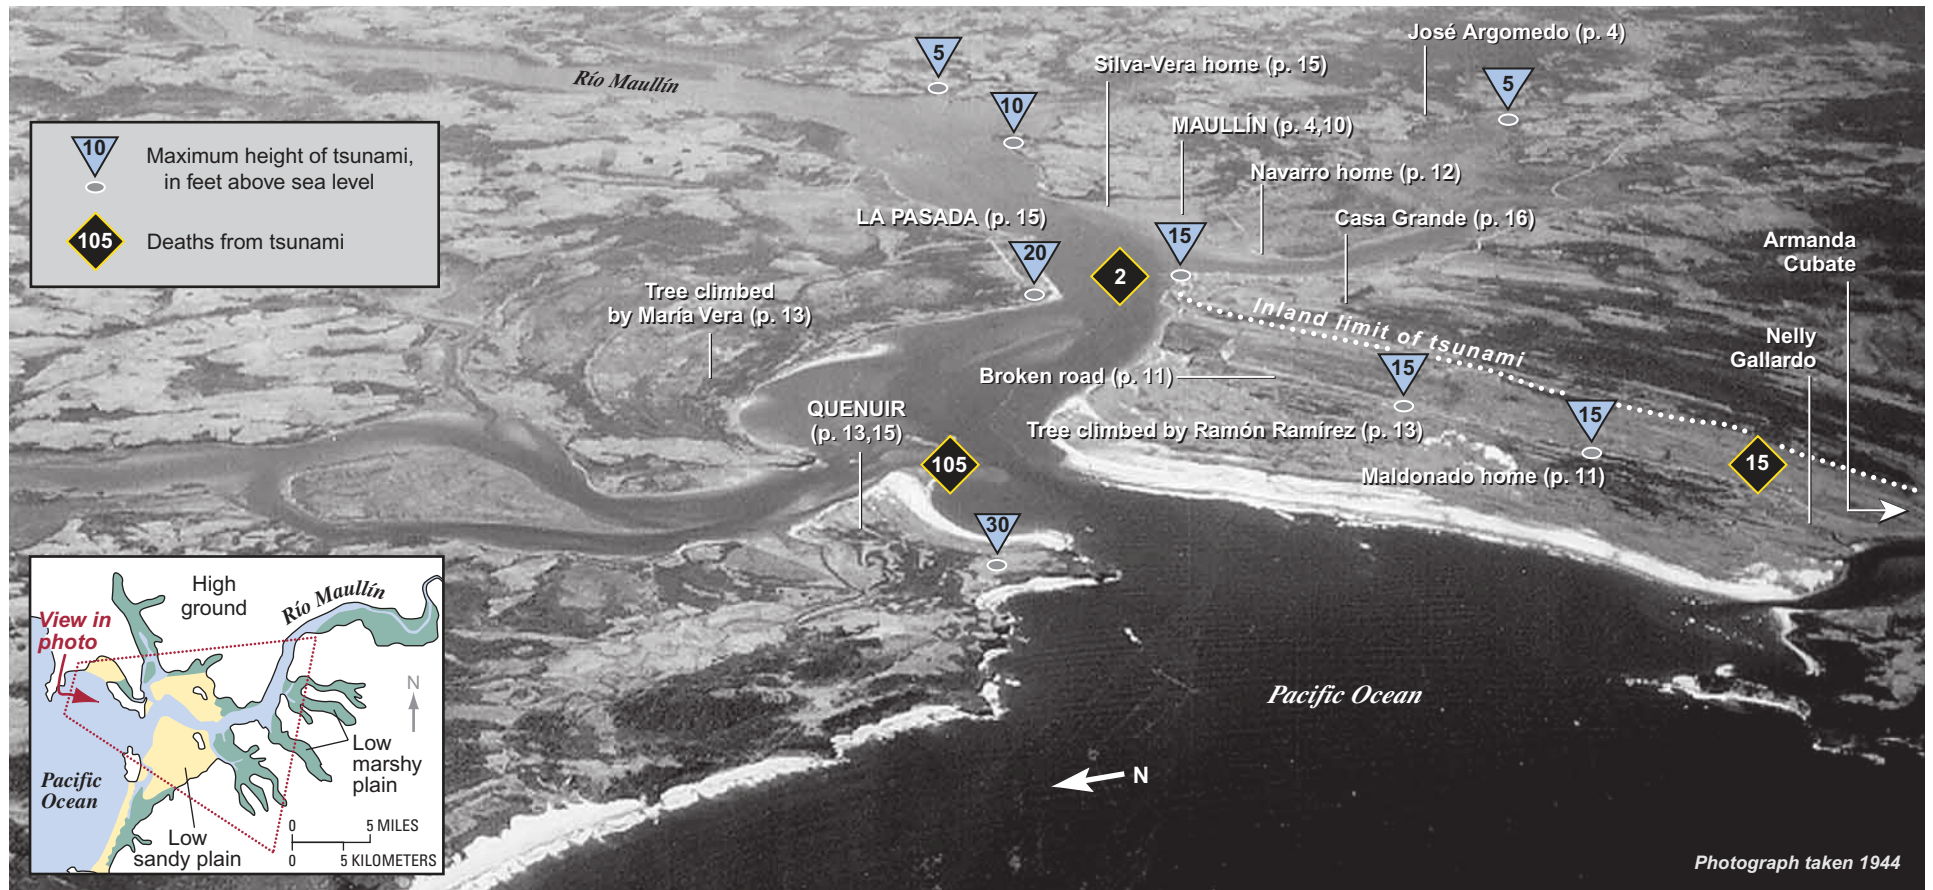 Río Maullín
5
10
Silva-Vera home (p. 15)
José Argomedo (p. 4)
5
MAULLÍN (p. 4,10)
Navarro home (p. 12)
LA PASADA (p. 15)
Casa Grande (p. 16)
20
2
15
Armanda
Cubate
10
Maximum height of tsunami,
in feet above sea level
105
Deaths from tsunami
Tree climbed
by María Vera (p. 13)
Inland limit of tsunami
Nelly
Gallardo
Broken road (p. 11)
15
QUENUIR
(p. 13,15)
Tree climbed by Ramón Ramírez (p. 13)
15
105
Maldonado home (p. 11)
15
30
Pacific Ocean
N
Photograph taken 1944
High
ground
Río Maullín
View in
photo
N
Pacific
Ocean
Low
marshy
plain
Low
sandy plain
0
5 MILES
0
5 KILOMETERS